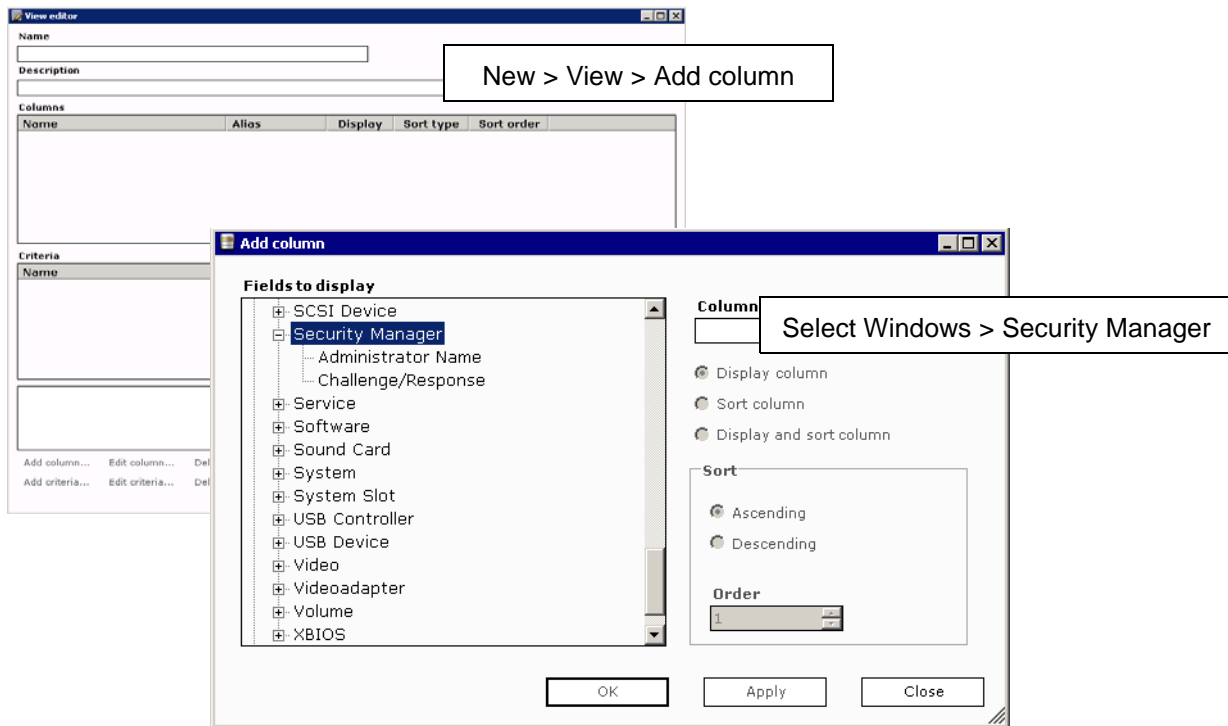 View editor
Name
Description
New > View > Add column
Columns
Name Alias Display Sort type Sort order
Criteria
Name
Add column... Edit column... Del
Add criteria... Edit criteria... Del
Add column
Fields to display
SCSI Device
Security Manager
Administrator Name
Challenge/Response
Service
Software
Sound Card
System
System Slot
USB Controller
USB Device
Video
Videoadapter
Volume
XBIOS
Column
Select Windows > Security Manager
Display column
Sort column
Display and sort column
Sort
Ascending
Descending
Order
1
OK Apply Close